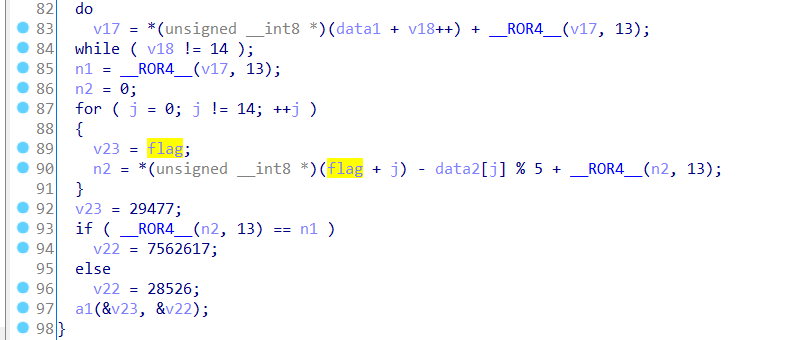 82 do
83 v17 = *(unsigned __int8 *)(data1 + v18++) + __ROR4__(v17, 13);
84 while ( v18 != 14 );
85 n1 = __ROR4__(v17, 13);
86 n2 = 0;
87 for ( j = 0; j != 14; ++j )
88 {
89 v23 = flag;
90 n2 = *(unsigned __int8 *)(flag + j) - data2[j] % 5 + __ROR4__(n2, 13);
91 }
92 v23 = 29477;
93 if ( __ROR4__(n2, 13) == n1 )
94 v22 = 7562617;
95 else
96 v22 = 28526;
97 a1(&v23, &v22);
98 }